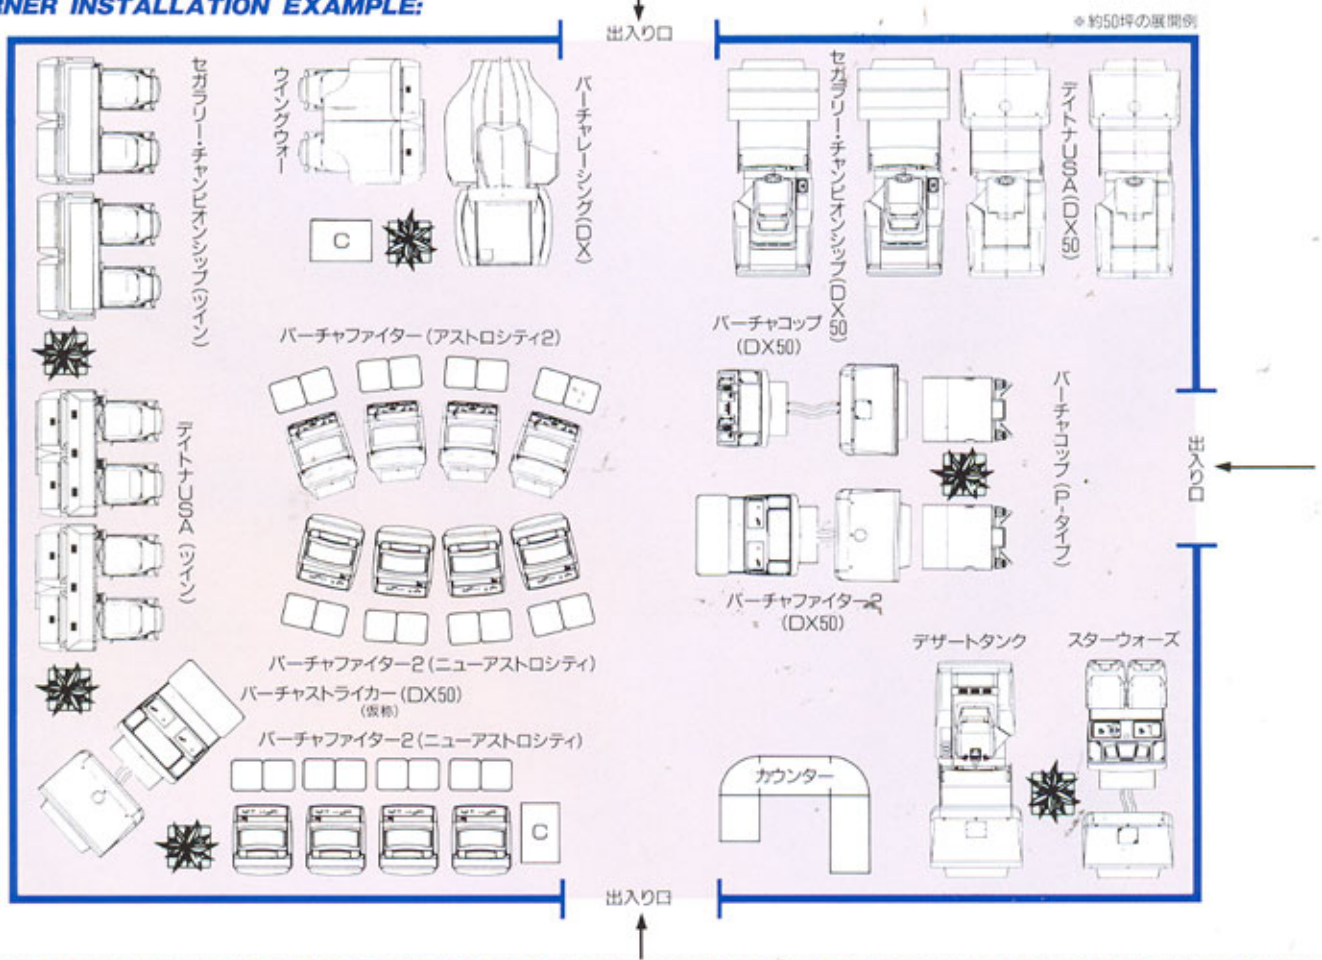 RNER INSTALLATION EXAMPLE:
出入り口
※約50坪の展開例
セガラリー・チャンピオンシップ(ツイン)
ウイングウォー
バーチャレーシング(DX)
セガラリー・チャンピオンシップ(DX50)
デイトナUSA(DX50)
C
バーチャファイター(アストロシティ2)
バーチャコップ
(DX50)
バーチャコップ(P-タイプ)
デイトナUSA(ツイン)
出入り口
バーチャファイター2
(DX50)
デザートタンク
スターウォーズ
バーチャファイター2(ニューアストロシティ)
バーチャストライカー(DX50)
(仮称)
バーチャファイター2(ニューアストロシティ)
カウンター
C
出入り口